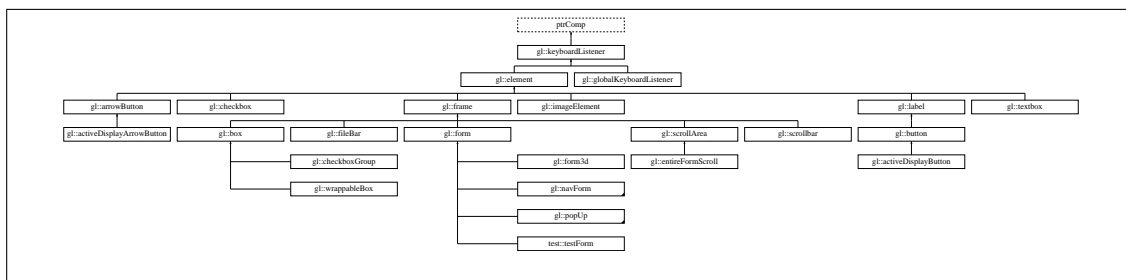 ptrComp
gl::keyboardListener
gl::element
gl::globalKeyboardListener
gl::arrowButton
gl::checkbox
gl::frame
gl::imageElement
gl::label
gl::textbox
gl::activeDisplayArrowButton
gl::box
gl::fileBar
gl::form
gl::scrollArea
gl::scrollbar
gl::button
gl::checkboxGroup
gl::form3d
gl::entireFormScroll
gl::activeDisplayButton
gl::wrappableBox
gl::navForm
gl::popUp
test::testForm